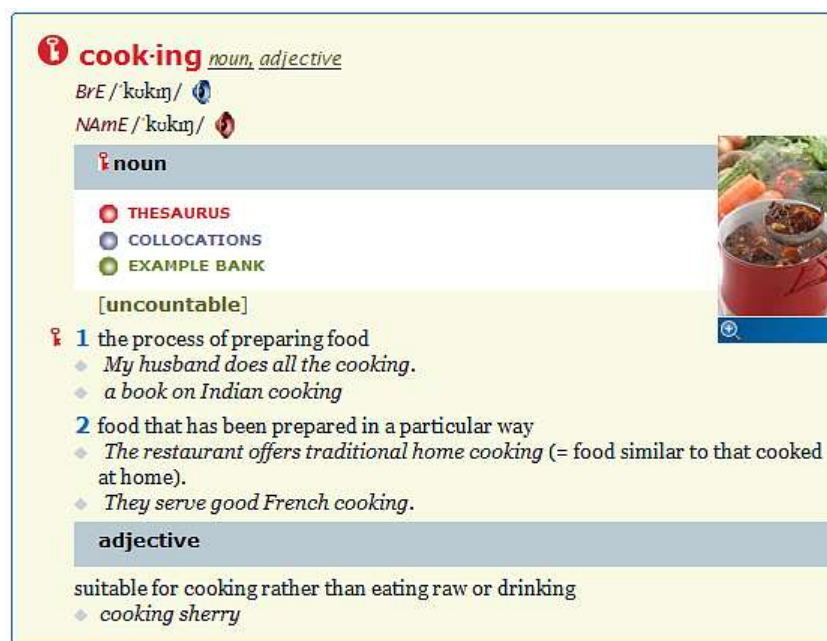 cook·ing noun, adjective
BrE /ˈkʊkɪŋ/
NAmE /ˈkʊkɪŋ/
noun
THESAURUS
COLLOCATIONS
EXAMPLE BANK
[uncountable]
1 the process of preparing food
My husband does all the cooking.
a book on Indian cooking
2 food that has been prepared in a particular way
The restaurant offers traditional home cooking (= food similar to that cooked
at home).
They serve good French cooking.
adjective
suitable for cooking rather than eating raw or drinking
cooking sherry